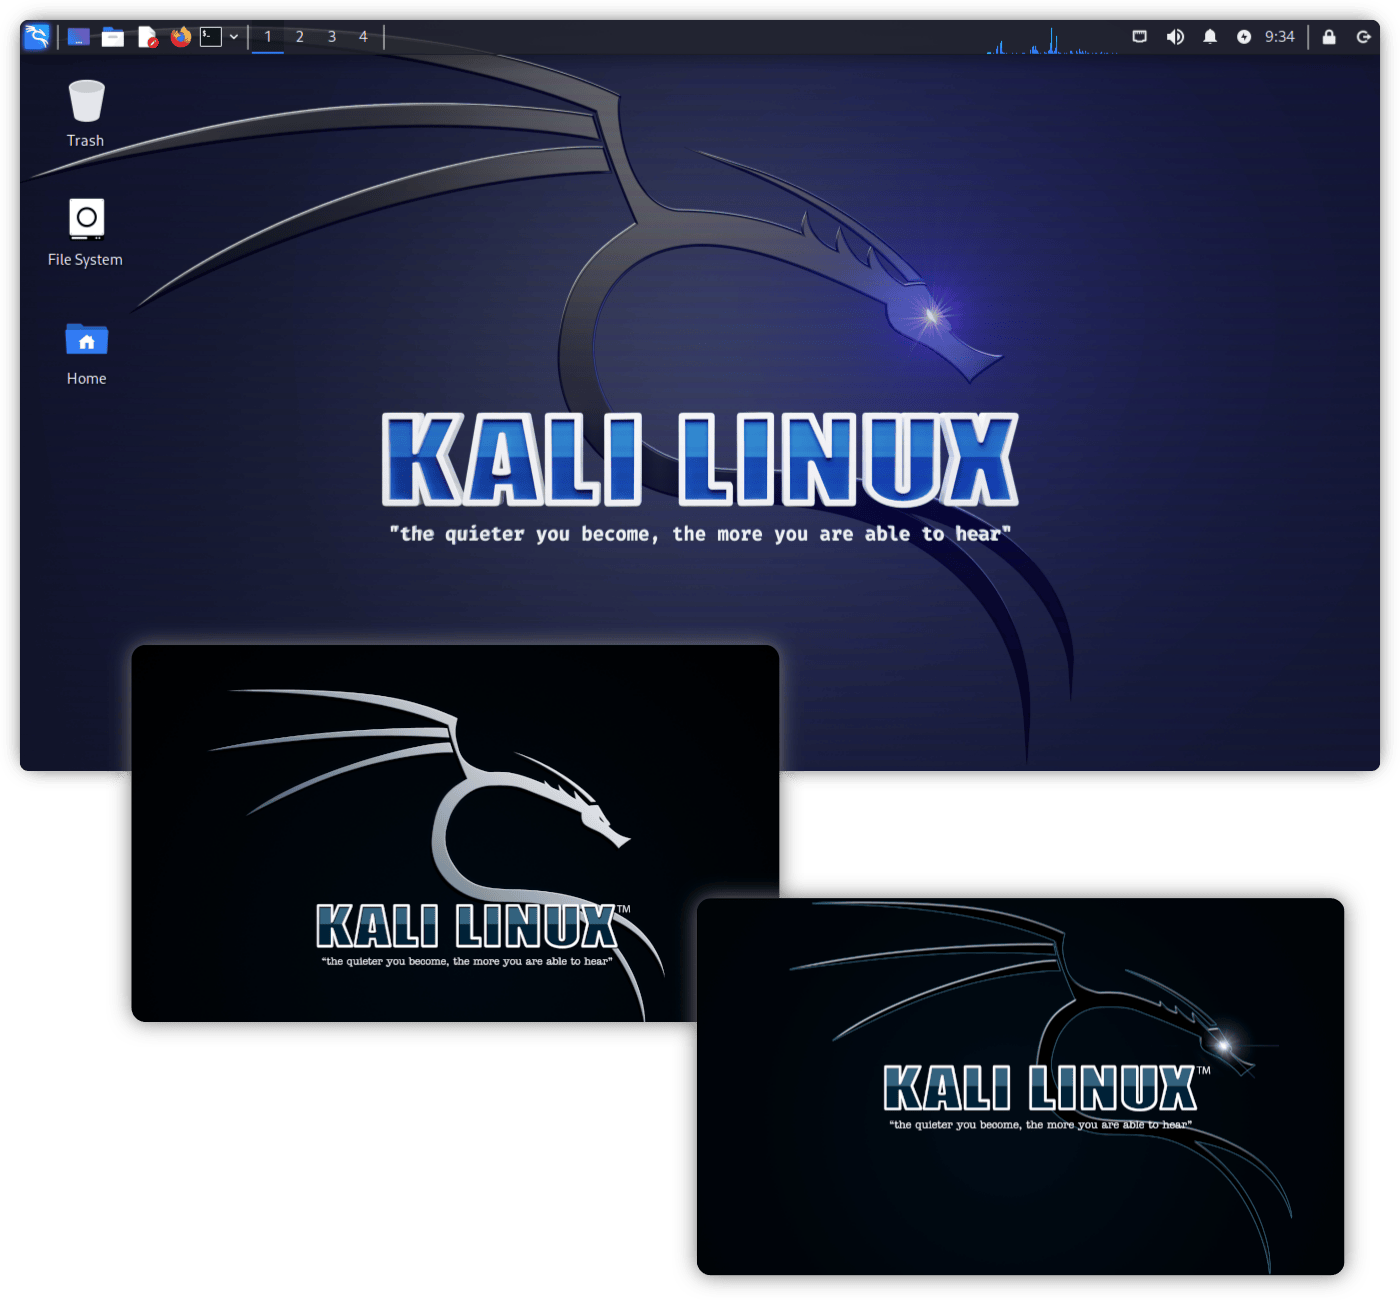 $_
1 2 3 4
9:34
Trash
File System
Home
KALI LINUX
"the quieter you become, the more you are able to hear"
KALI LINUX™
“the quieter you become, the more you are able to hear”
KALI LINUX™
“the quieter you become, the more you are able to hear”